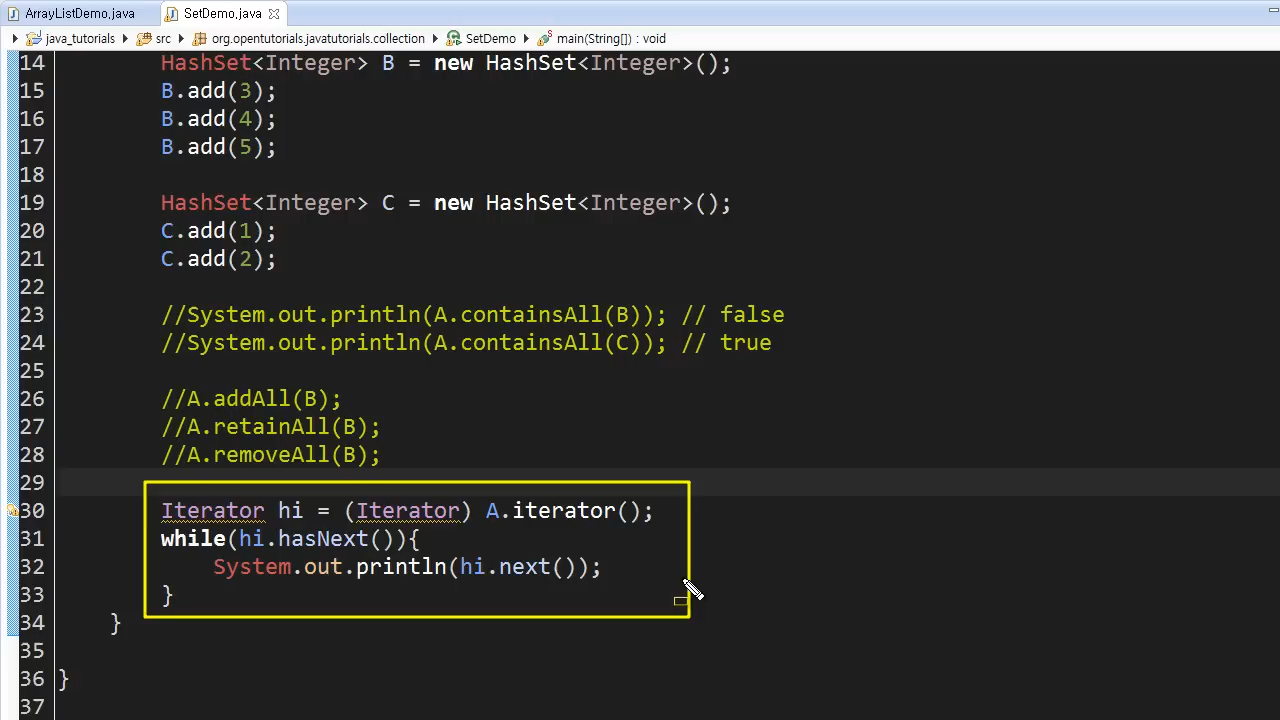 ArrayListDemo.java SetDemo.java
java_tutorials src org.opentutorials.javatutorials.collection SetDemo main(String[]) : void
14 HashSet<Integer> B = new HashSet<Integer>();
15 B.add(3);
16 B.add(4);
17 B.add(5);
18
19 HashSet<Integer> C = new HashSet<Integer>();
20 C.add(1);
21 C.add(2);
22
23 //System.out.println(A.containsAll(B)); // false
24 //System.out.println(A.containsAll(C)); // true
25
26 //A.addAll(B);
27 //A.retainAll(B);
28 //A.removeAll(B);
29
30 Iterator hi = (Iterator) A.iterator();
31 while(hi.hasNext()){
32 System.out.println(hi.next());
33 }
34 }
35
36 }
37